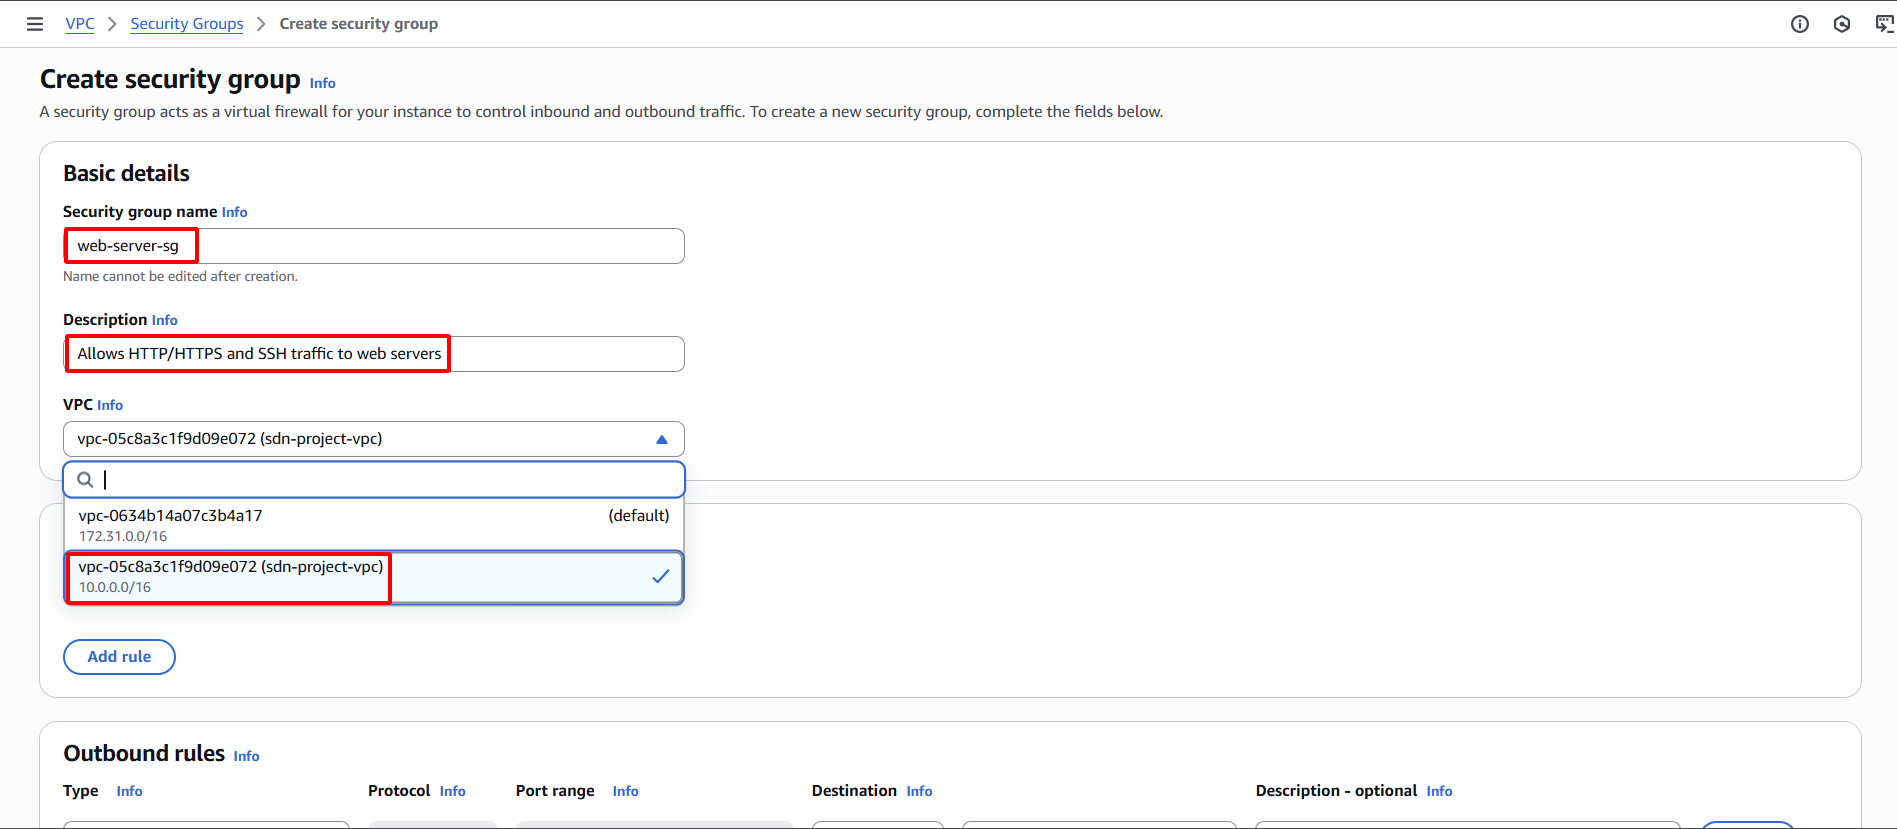 VPC > Security Groups > Create security group
Create security group Info
A security group acts as a virtual firewall for your instance to control inbound and outbound traffic. To create a new security group, complete the fields below.
Basic details
Security group name Info
web-server-sg
Name cannot be edited after creation.
Description Info
Allows HTTP/HTTPS and SSH traffic to web servers
VPC Info
vpc-05c8a3c1f9d09e072 (sdn-project-vpc)
vpc-0634b14a07c3b4a17 (default)
172.31.0.0/16
vpc-05c8a3c1f9d09e072 (sdn-project-vpc)
10.0.0.0/16
Add rule
Outbound rules Info
Type Info Protocol Info Port range Info Destination Info Description - optional Info